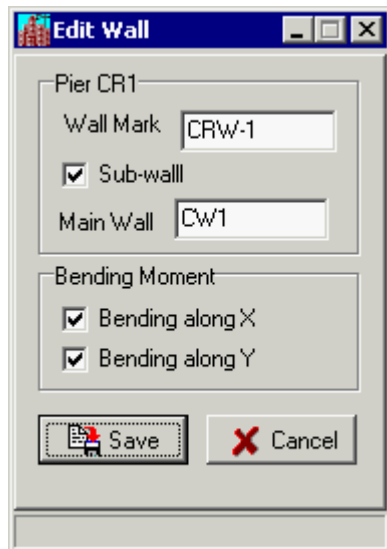 Edit Wall
Pier CR1
Wall Mark CRW-1
Sub-walll
Main Wall CW1
Bending Moment
Bending along X
Bending along Y
Save Cancel